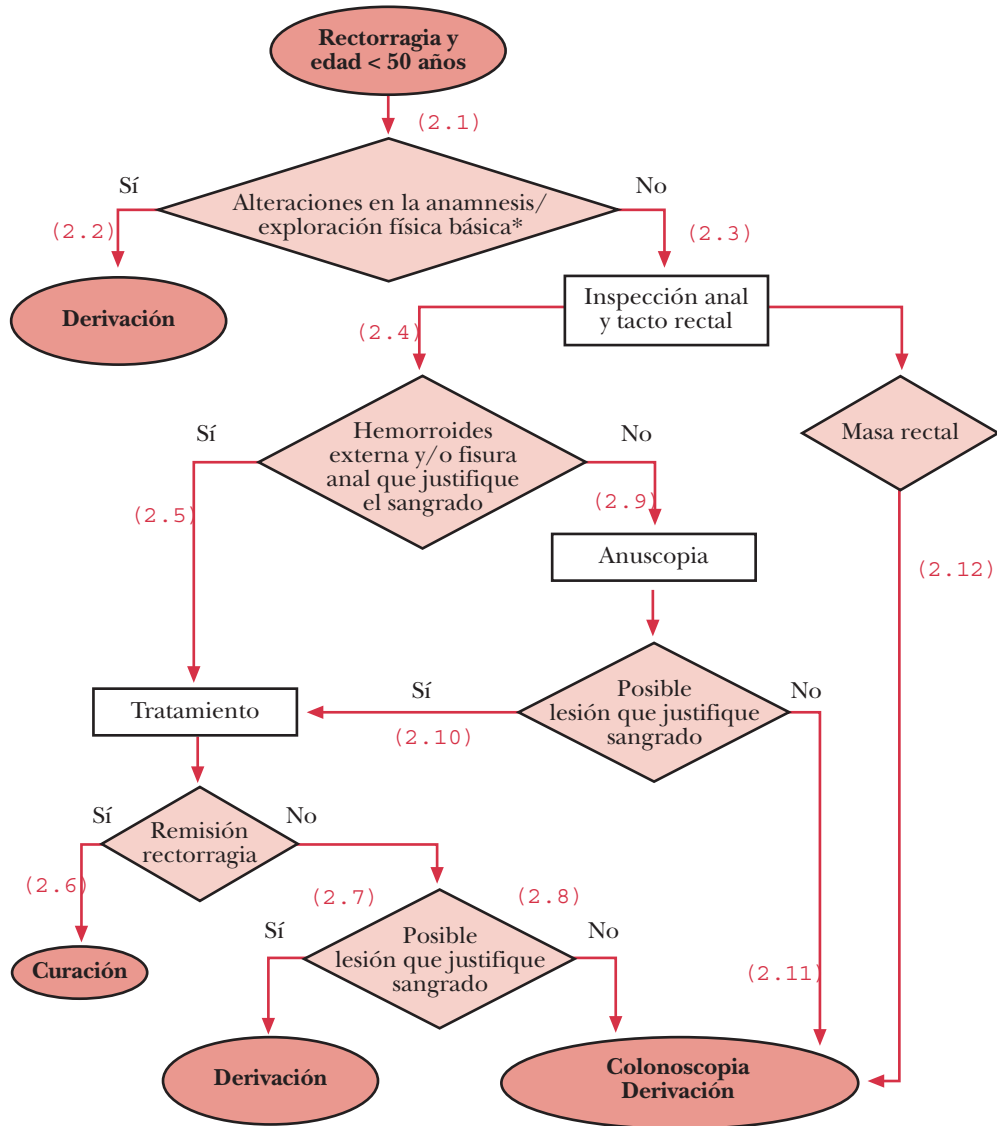 Rectorragia y
edad < 50 años
(2.1)
Sí
No
Alteraciones en la anamnesis/
exploración física básica*
(2.2)
(2.3)
Derivación
Inspección anal
y tacto rectal
(2.4)
Sí
Hemorroides
externa y/o fisura
anal que justifique
el sangrado
No
Masa rectal
(2.5)
(2.9)
Anuscopia
(2.12)
Sí
Posible
lesión que justifique
sangrado
No
Tratamiento
(2.10)
Sí
Remisión
rectorragia
No
(2.6)
(2.7)
(2.8)
Sí
Posible
lesión que justifique
sangrado
No
Curación
(2.11)
Derivación
Colonoscopia
Derivación